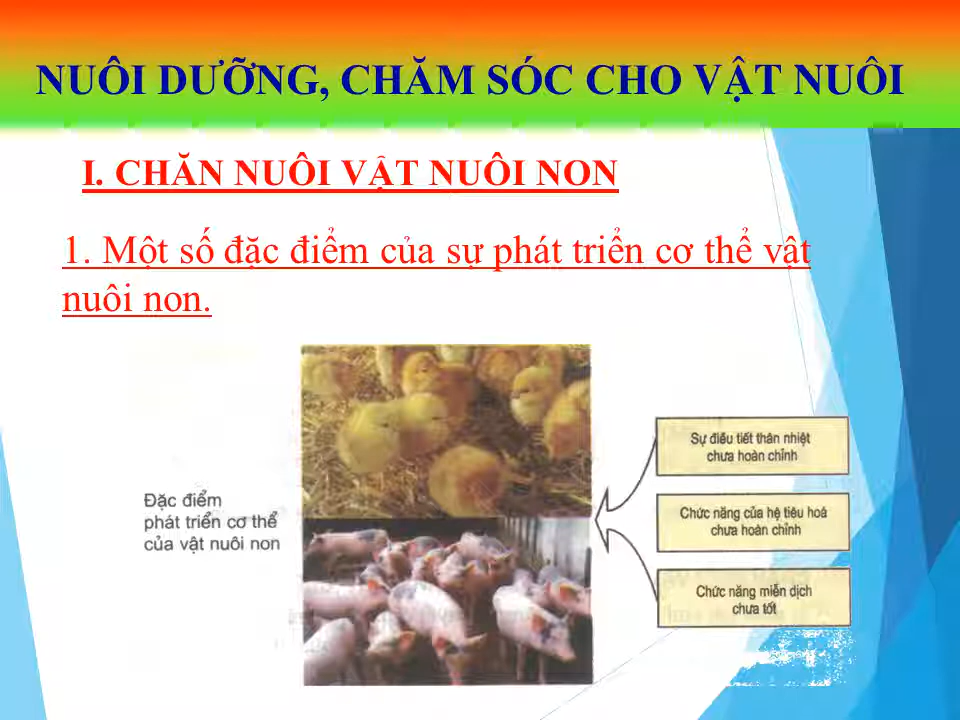 NUÔI DƯỠNG, CHĂM SÓC CHO VẬT NUÔI
I. CHĂN NUÔI VẬT NUÔI NON
1. Một số đặc điểm của sự phát triển cơ thể vật
nuôi non.
Đặc điểm
phát triển cơ thể
của vật nuôi non
Sự điều tiết thân nhiệt
chưa hoàn chỉnh
Chức năng của hệ tiêu hoá
chưa hoàn chỉnh
Chức năng miễn dịch
chưa tốt